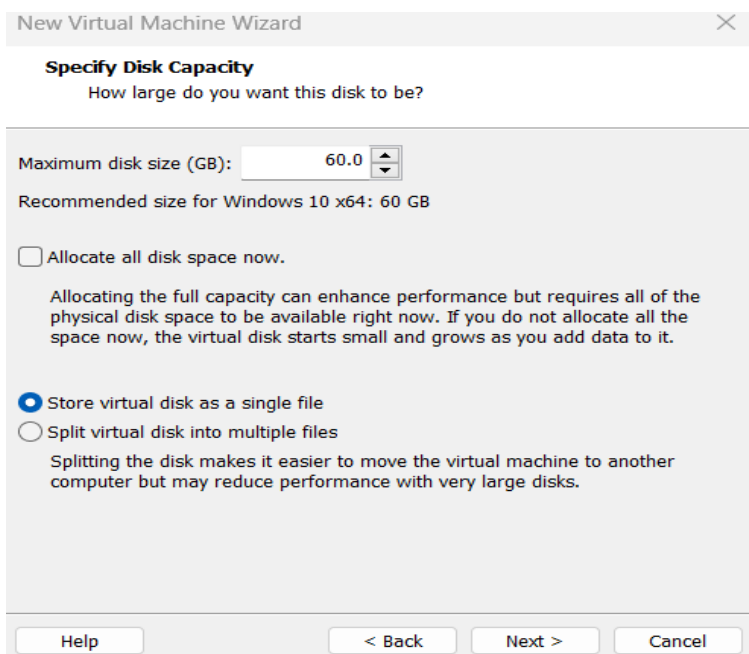 New Virtual Machine Wizard
Specify Disk Capacity
How large do you want this disk to be?
Maximum disk size (GB): 60.0
Recommended size for Windows 10 x64: 60 GB
Allocate all disk space now.
Allocating the full capacity can enhance performance but requires all of the
physical disk space to be available right now. If you do not allocate all the
space now, the virtual disk starts small and grows as you add data to it.
Store virtual disk as a single file
Split virtual disk into multiple files
Splitting the disk makes it easier to move the virtual machine to another
computer but may reduce performance with very large disks.
Help < Back Next > Cancel